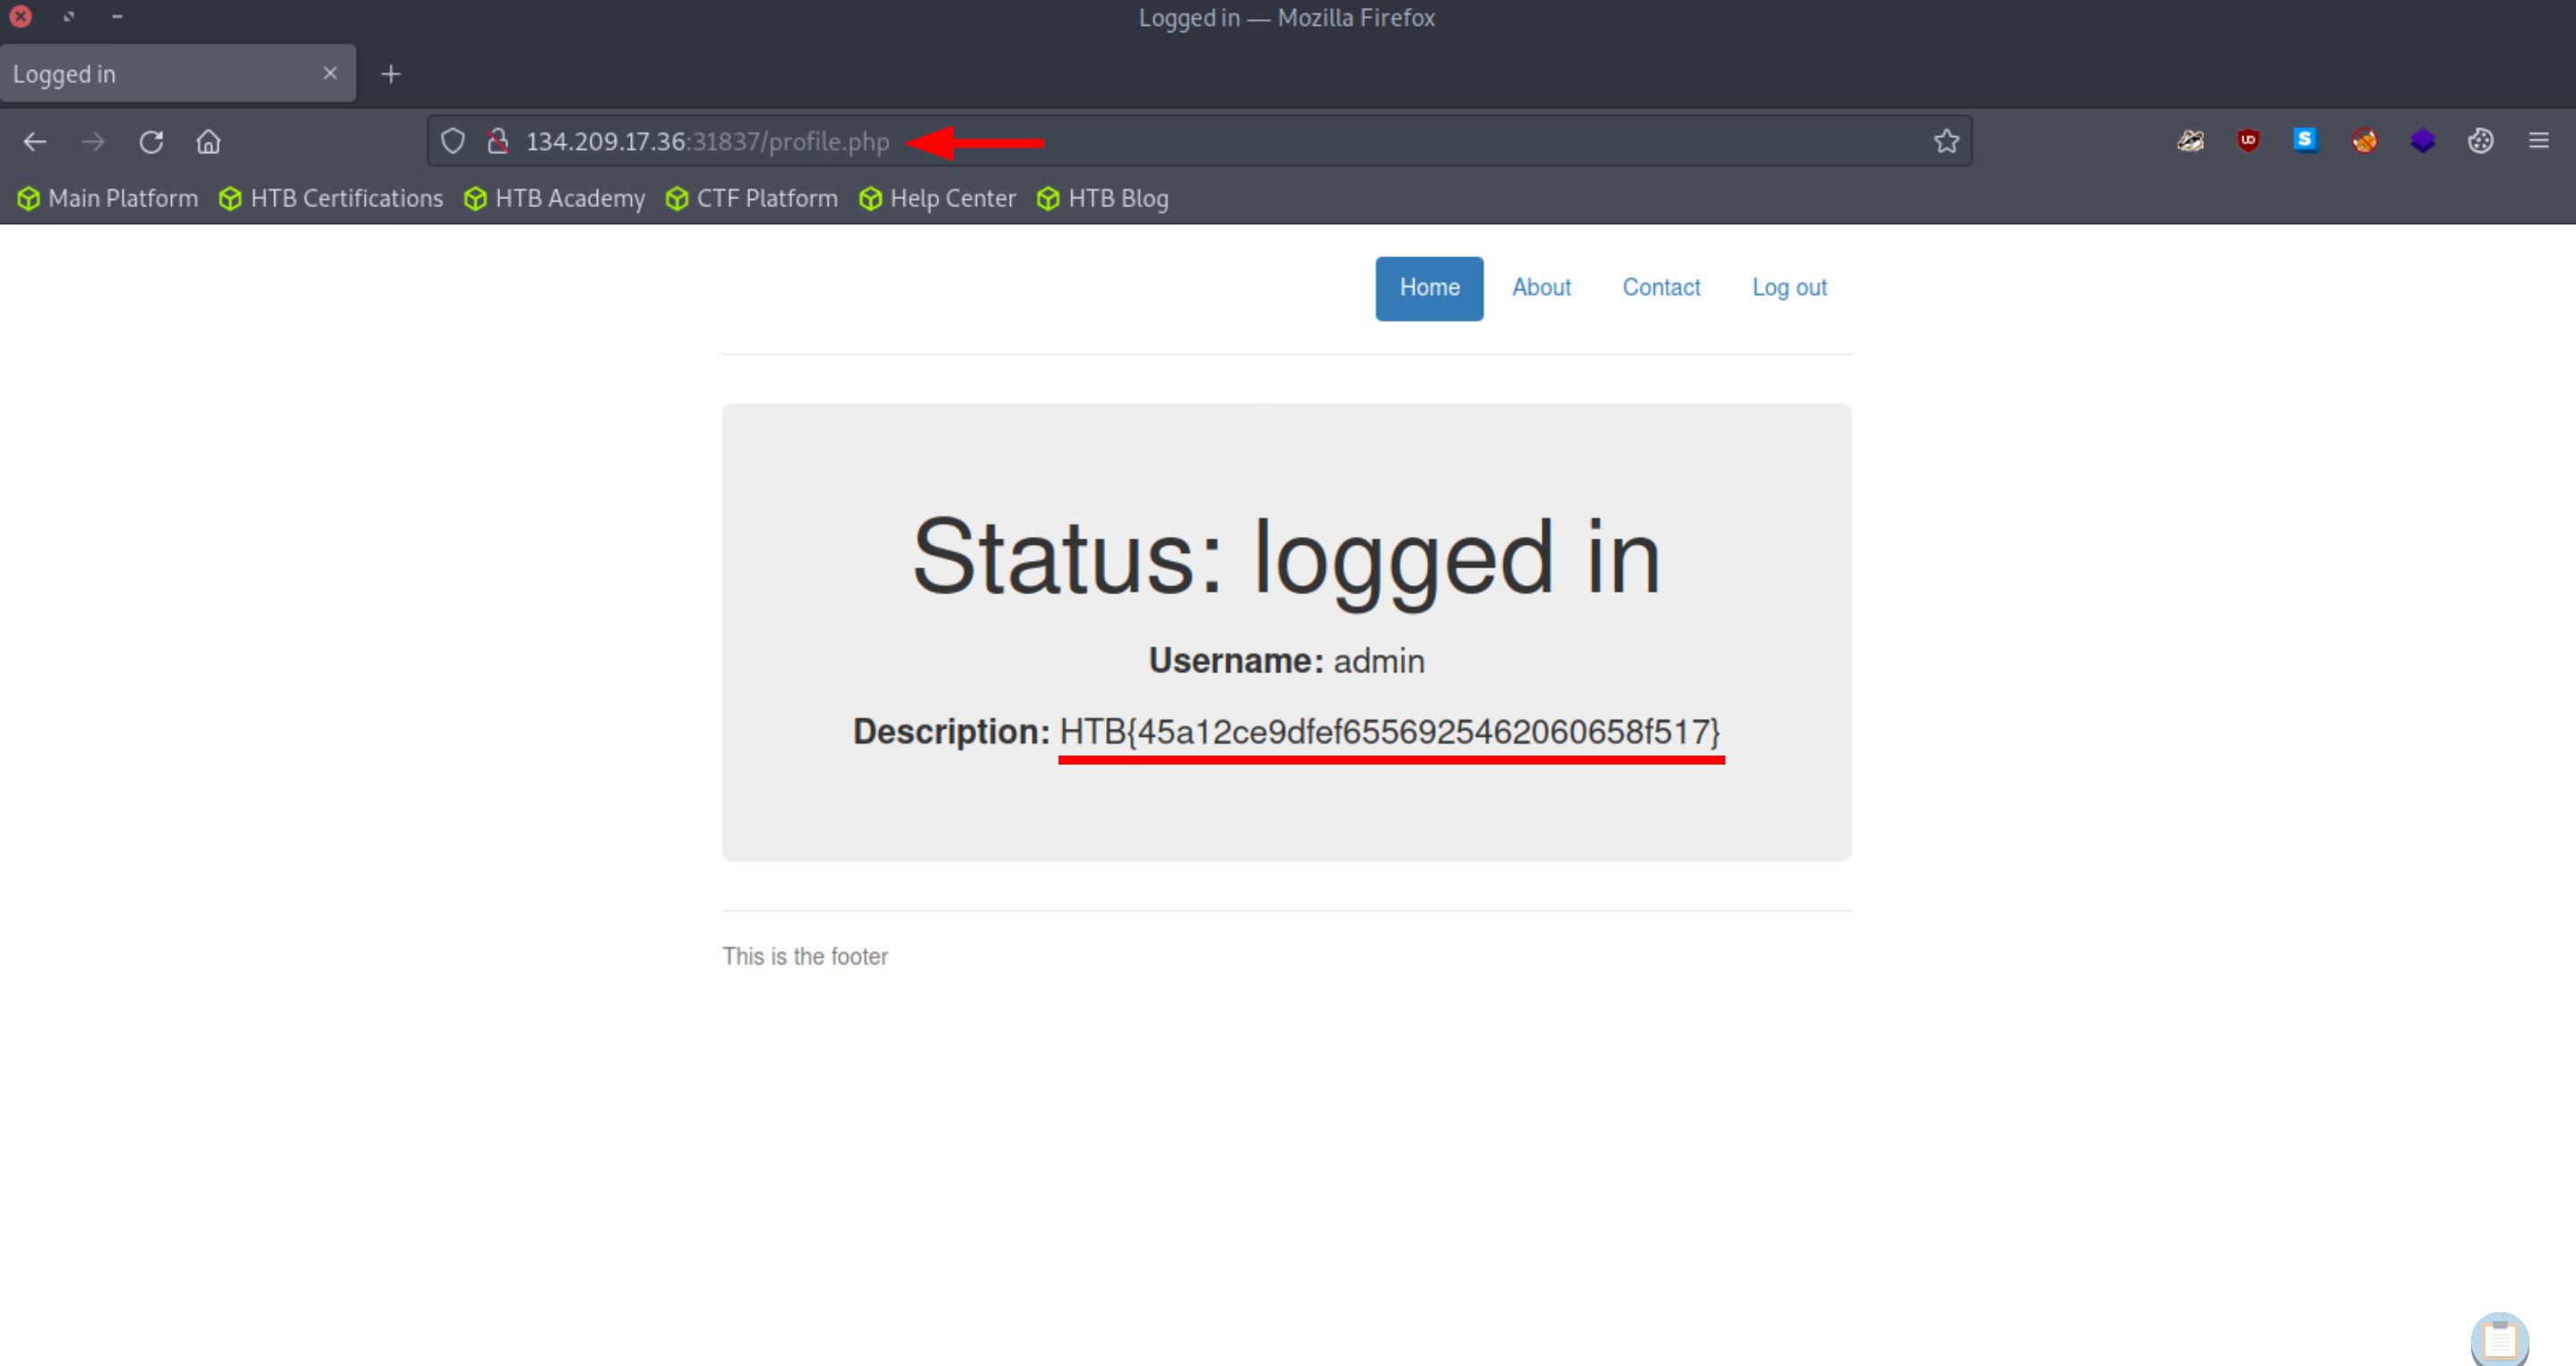 Logged in — Mozilla Firefox
Logged in
134.209.17.36:31837/profile.php
Main Platform HTB Certifications HTB Academy CTF Platform Help Center HTB Blog
Home About Contact Log out
Status: logged in
Username: admin
Description: HTB{45a12ce9dfef6556925462060658f517}
This is the footer